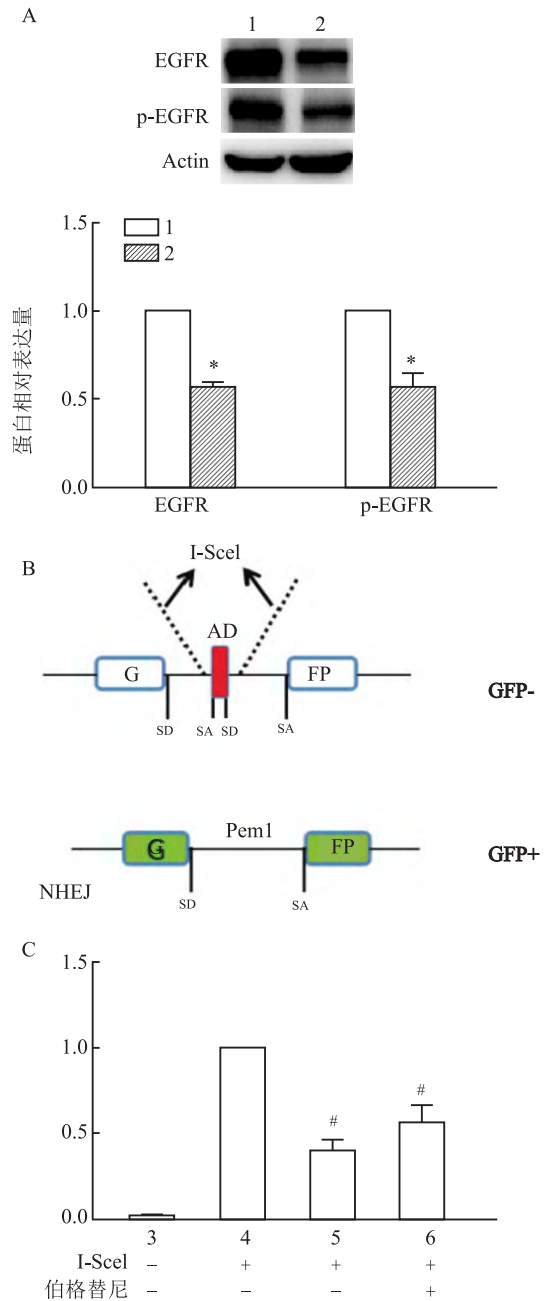 A
1 2
EGFR
p-EGFR
Actin
1.5
1
2
1.0
*
*
0.5
0.0
蛋白相对表达量
EGFR p-EGFR
B
I-SceI
AD
G FP
GFP-
SD SA SD SA
Pem1
G FP
GFP+
NHEJ
SD SA
C
1.5
1.0
#
#
0.5
0.0
3 4 5 6
I-SceI − + + +
伯格替尼 − − − +